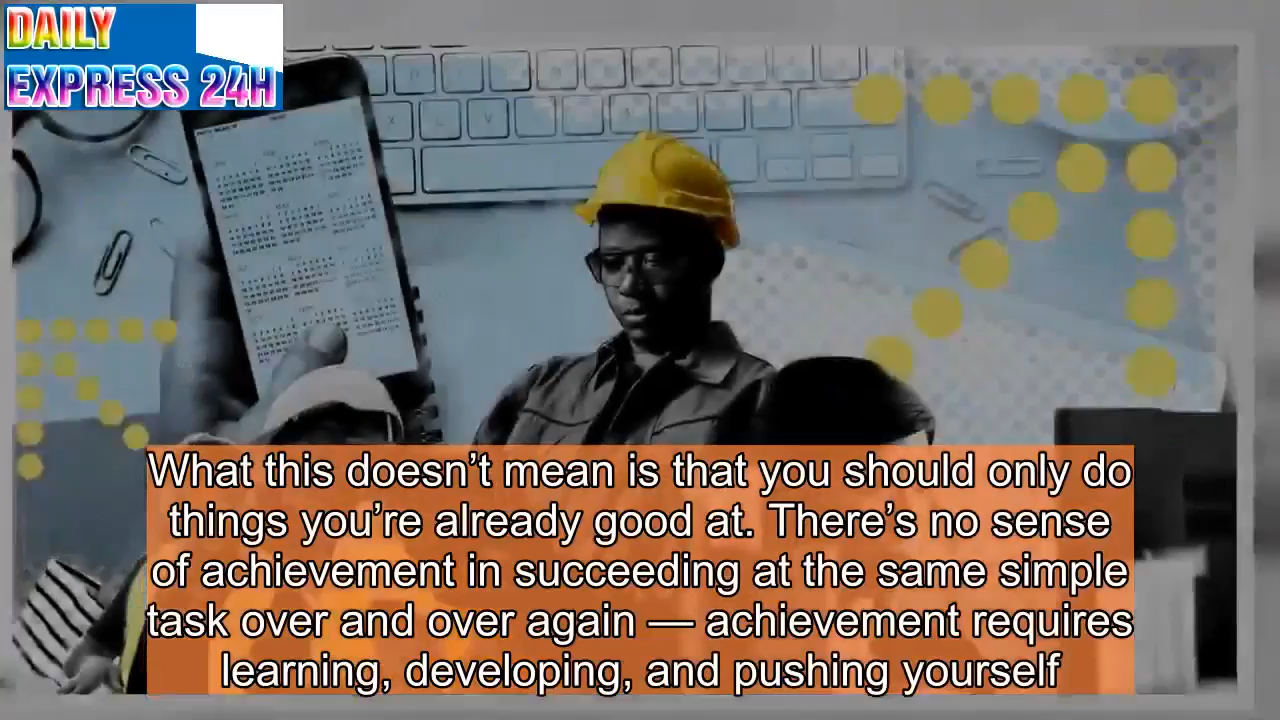 DAILY
EXPRESS 24H
X
V
What this doesn’t mean is that you should only do
things you’re already good at. There’s no sense
of achievement in succeeding at the same simple
task over and over again — achievement requires
learning, developing, and pushing yourself